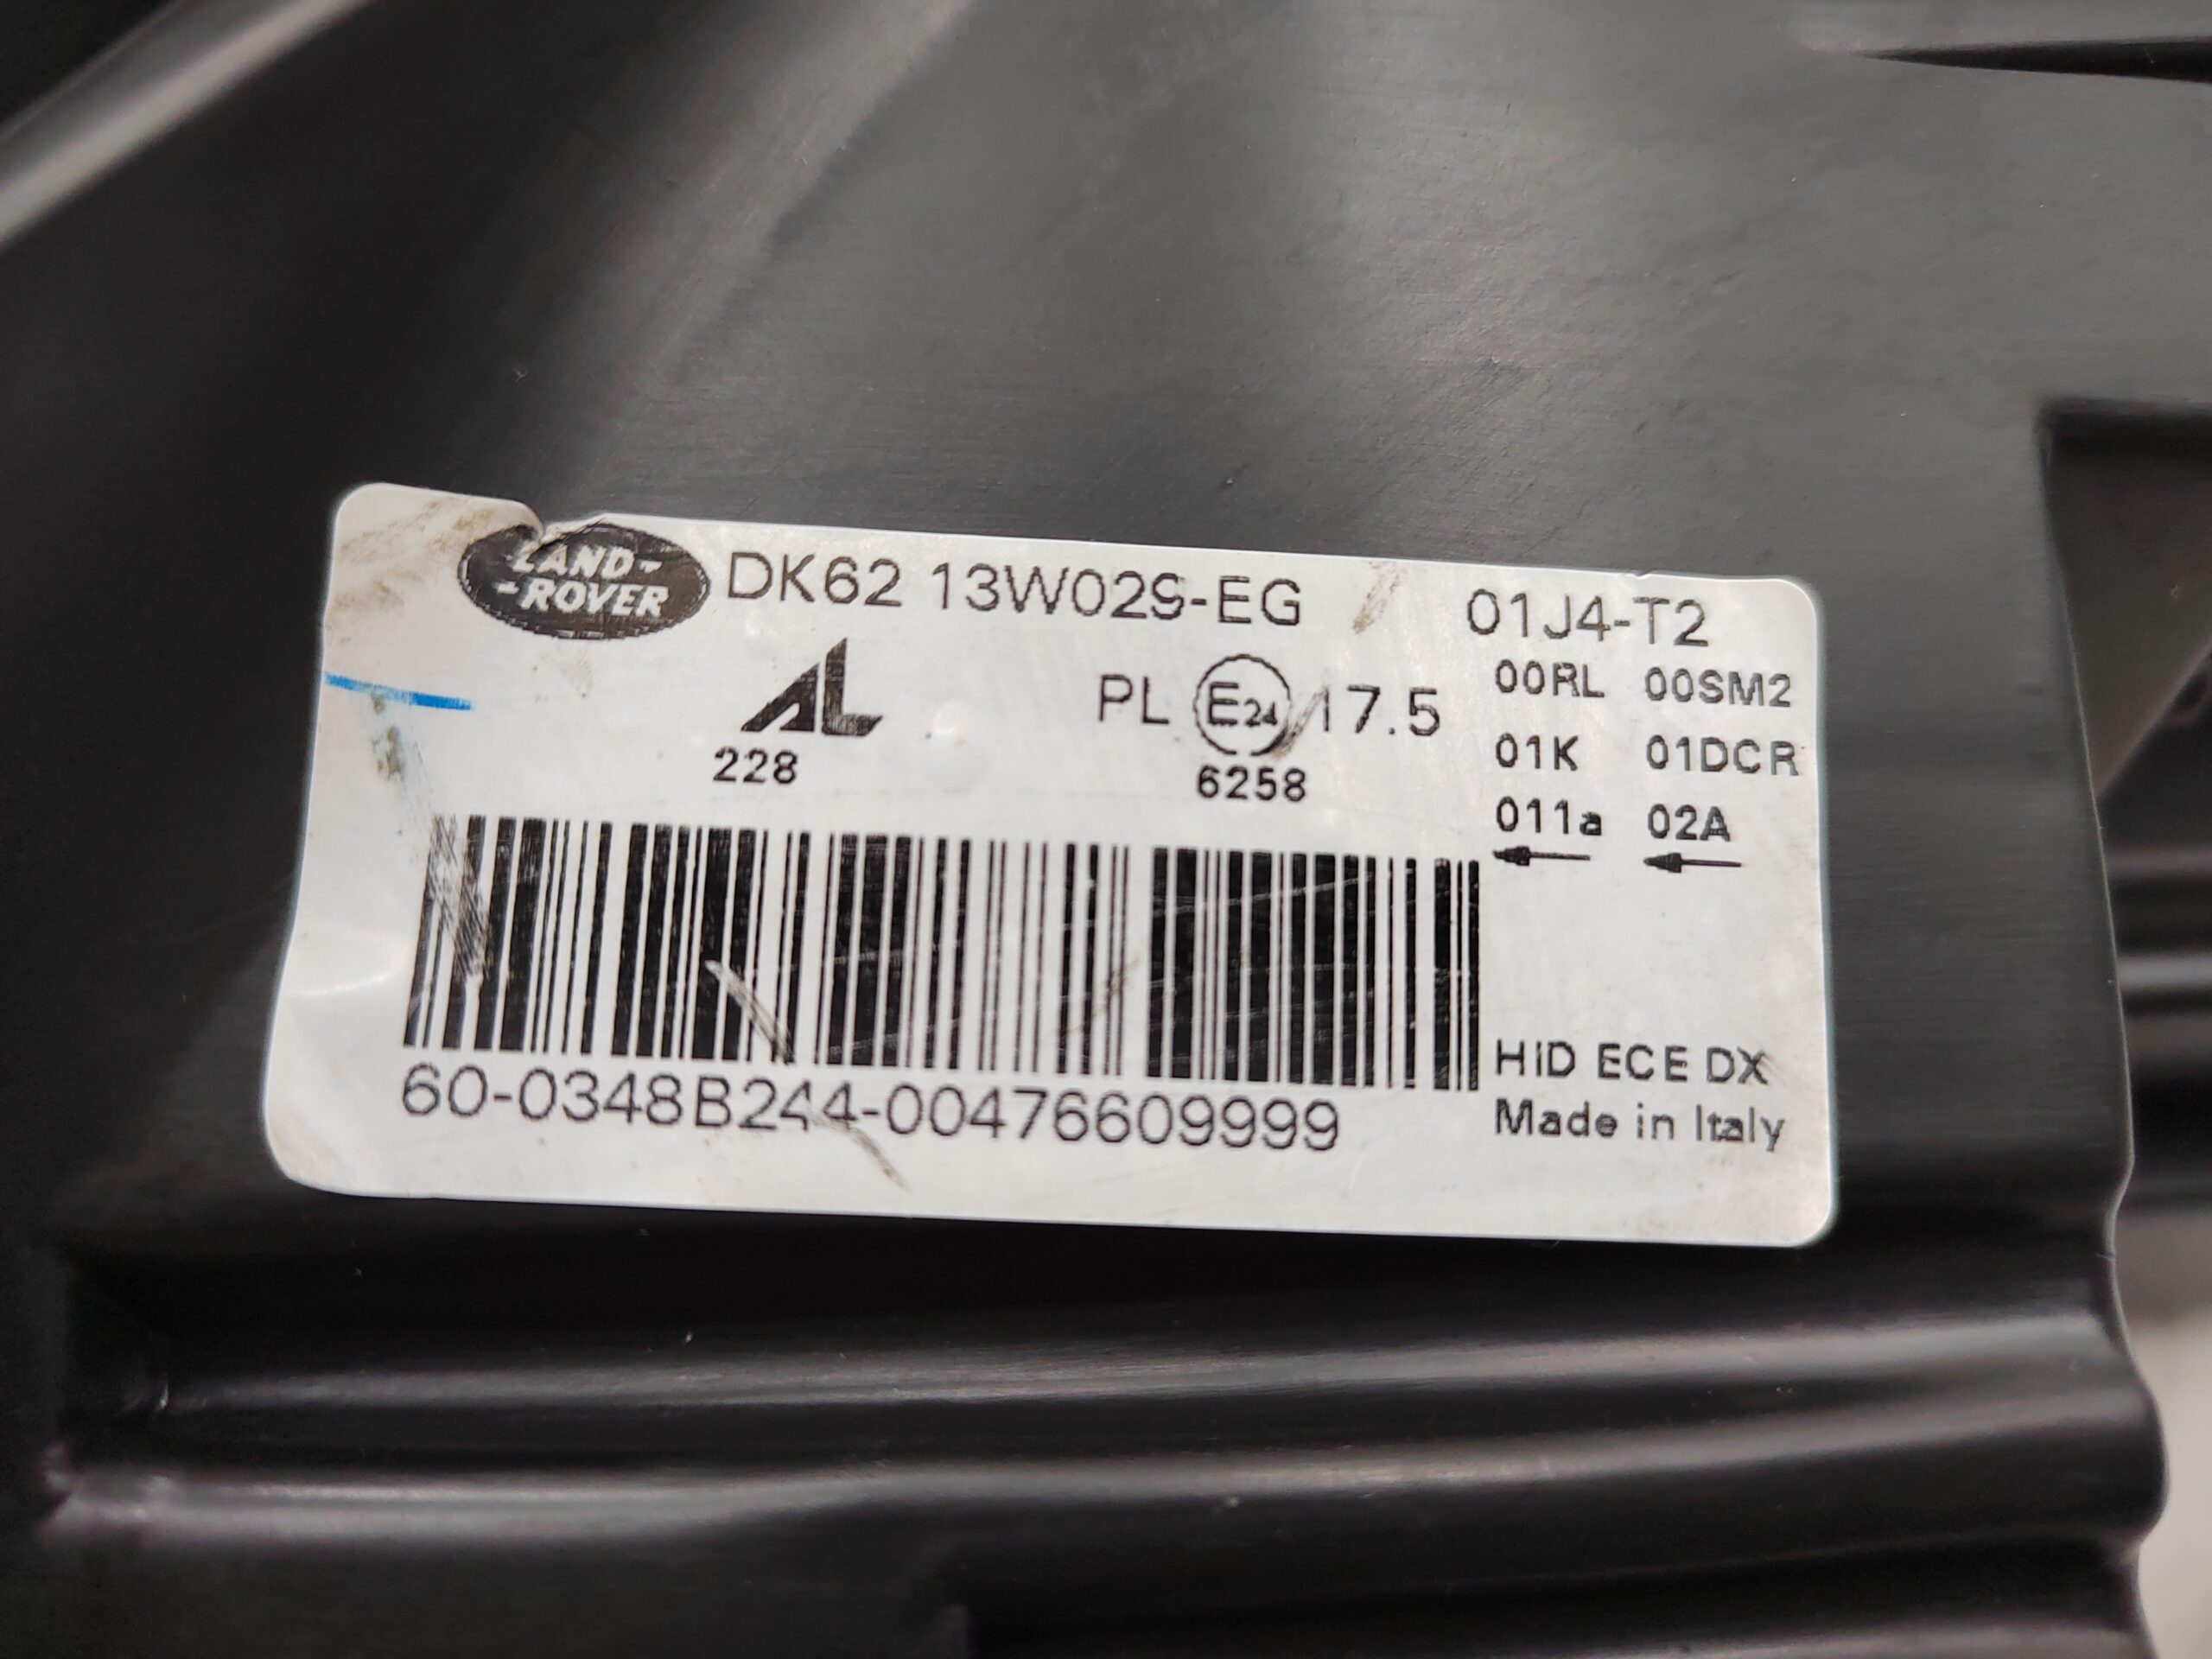 LAND-
-ROVER
DK62 13W029-EG 01J4-T2
AL PL E24 17.5 00RL 00SM2
228 6258 01K 01DCR
011a 02A
HID ECE DX
60-0348B244-00476609999 Made in Italy